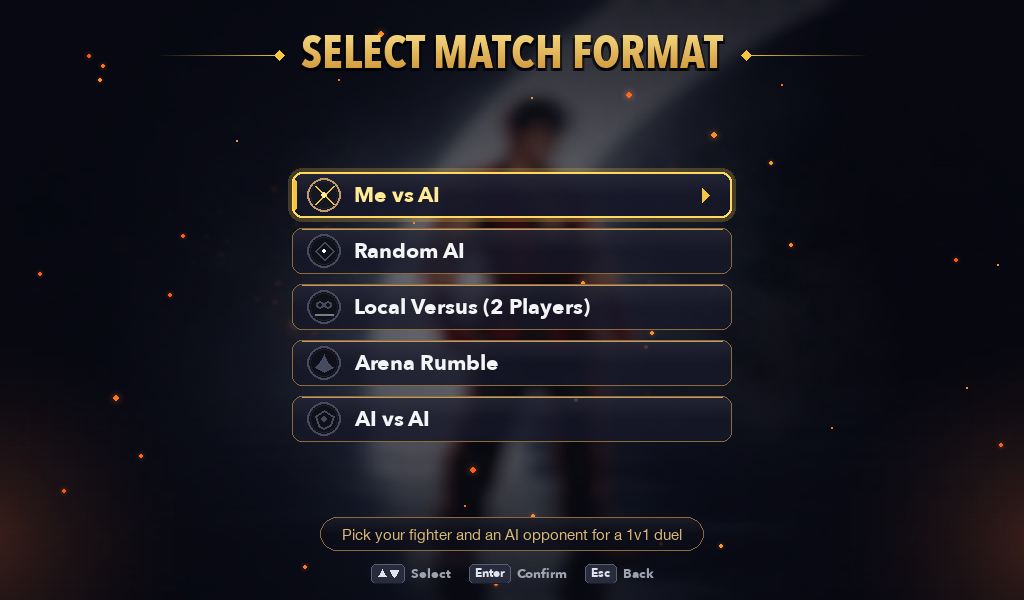 SELECT MATCH FORMAT
Me vs AI
Random AI
Local Versus (2 Players)
Arena Rumble
AI vs AI
Pick your fighter and an AI opponent for a 1v1 duel
▲▼ Select Enter Confirm Esc Back